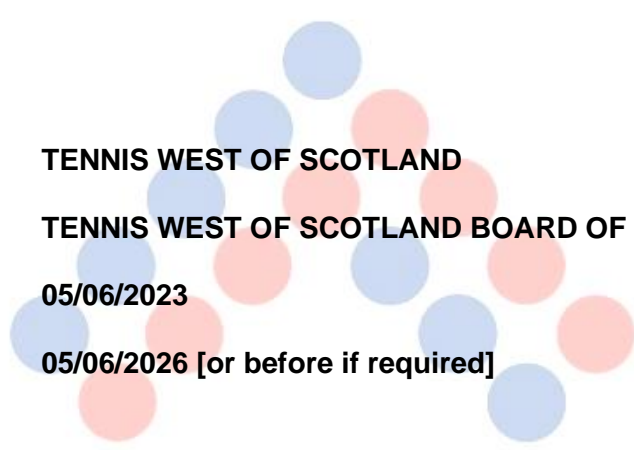 TENNIS WEST OF SCOTLAND
TENNIS WEST OF SCOTLAND BOARD OF
05/06/2023
05/06/2026 [or before if required]